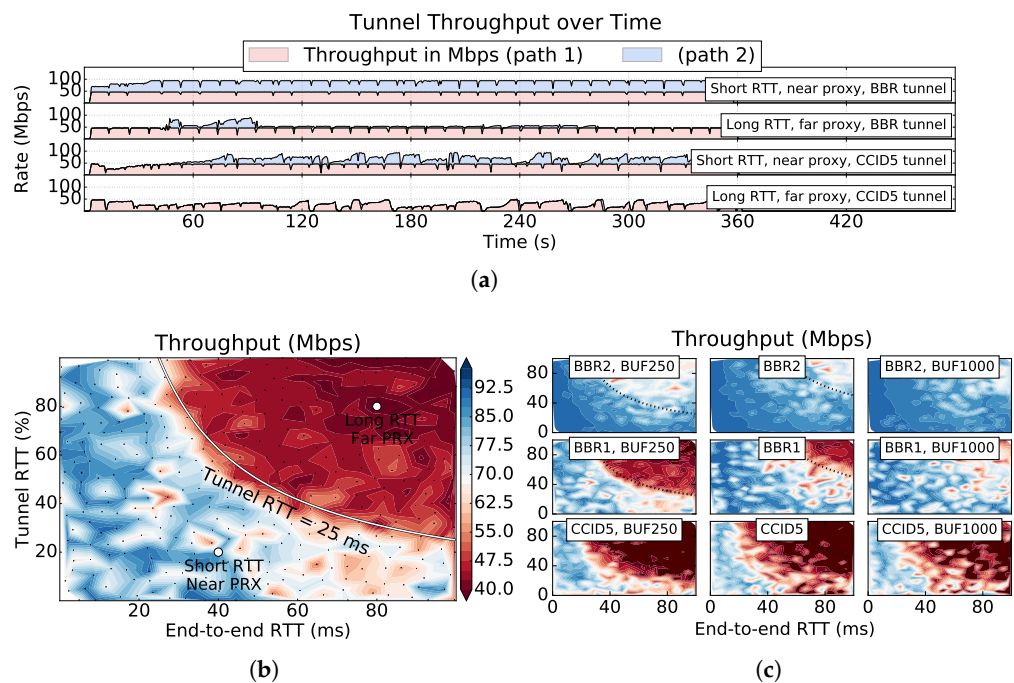 Tunnel Throughput over Time
Throughput in Mbps (path 1) (path 2)
Rate (Mbps)
100
50
Short RTT, near proxy, BBR tunnel
100
50
Long RTT, far proxy, BBR tunnel
100
50
Short RTT, near proxy, CCID5 tunnel
100
50
Long RTT, far proxy, CCID5 tunnel
60 120 180 240 300 360 420
Time (s)
(a)
Throughput (Mbps)
Tunnel RTT (%)
80
60
40
20
Long RTT
Far PRX
Tunnel RTT = 25 ms
Short RTT
Near PRX
20 40 60 80
End-to-end RTT (ms)
92.5
85.0
77.5
70.0
62.5
55.0
47.5
40.0
(b)
Throughput (Mbps)
80
40
0
BBR2, BUF250 BBR2 BBR2, BUF1000
80
40
0
BBR1, BUF250 BBR1 BBR1, BUF1000
80
40
0
CCID5, BUF250 CCID5 CCID5, BUF1000
0 40 80 0 40 80 0 40 80
End-to-end RTT (ms)
(c)